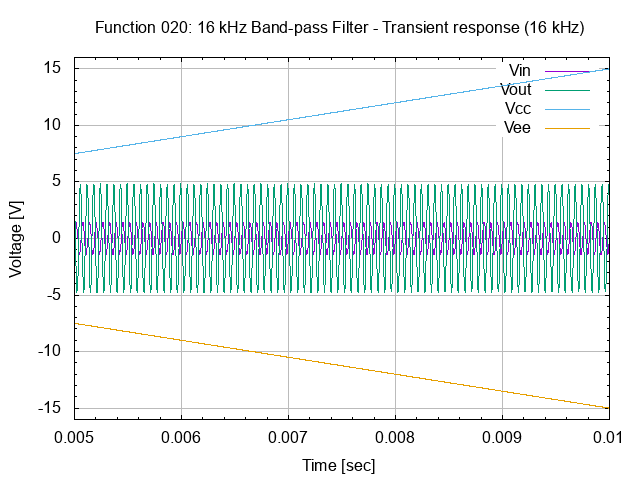 Function 020: 16 kHz Band-pass Filter - Transient response (16 kHz)
Vin
Vout
Vcc
Vee
15
10
5
0
-5
-10
-15
Voltage [V]
0.005 0.006 0.007 0.008 0.009 0.01
Time [sec]